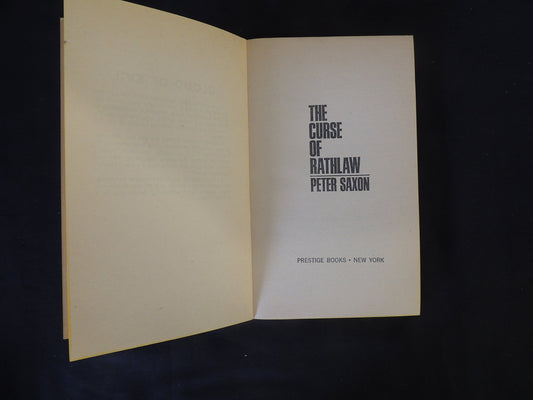 THE
CURSE
OF
RATHLAW
PETER SAXON
PRESTIGE BOOKS • NEW YORK